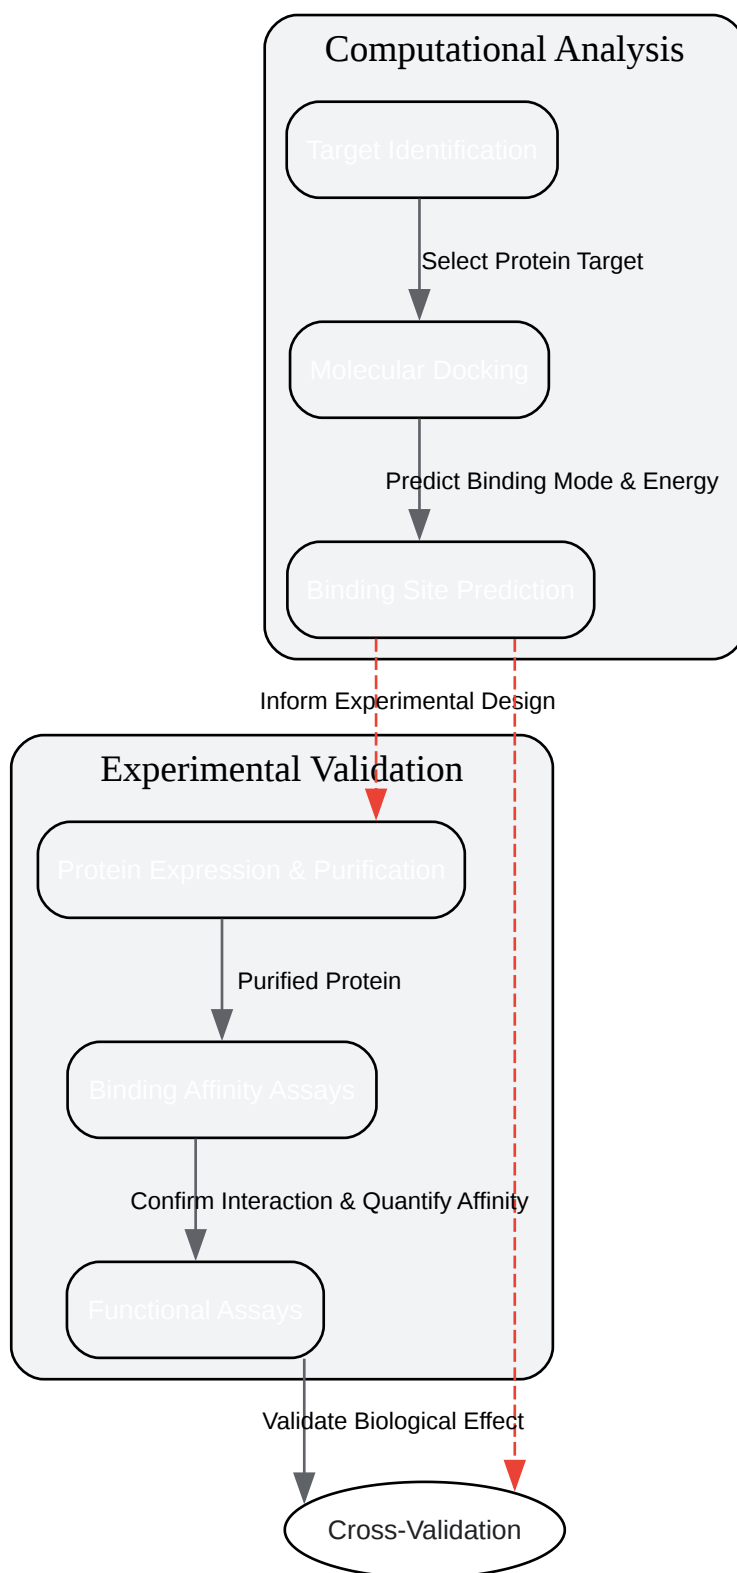 Computational Analysis
Target Identification
Select Protein Target
Molecular Docking
Predict Binding Mode & Energy
Binding Site Prediction
Inform Experimental Design
Experimental Validation
Protein Expression & Purification
Purified Protein
Binding Affinity Assays
Confirm Interaction & Quantify Affinity
Functional Assays
Validate Biological Effect
Cross-Validation